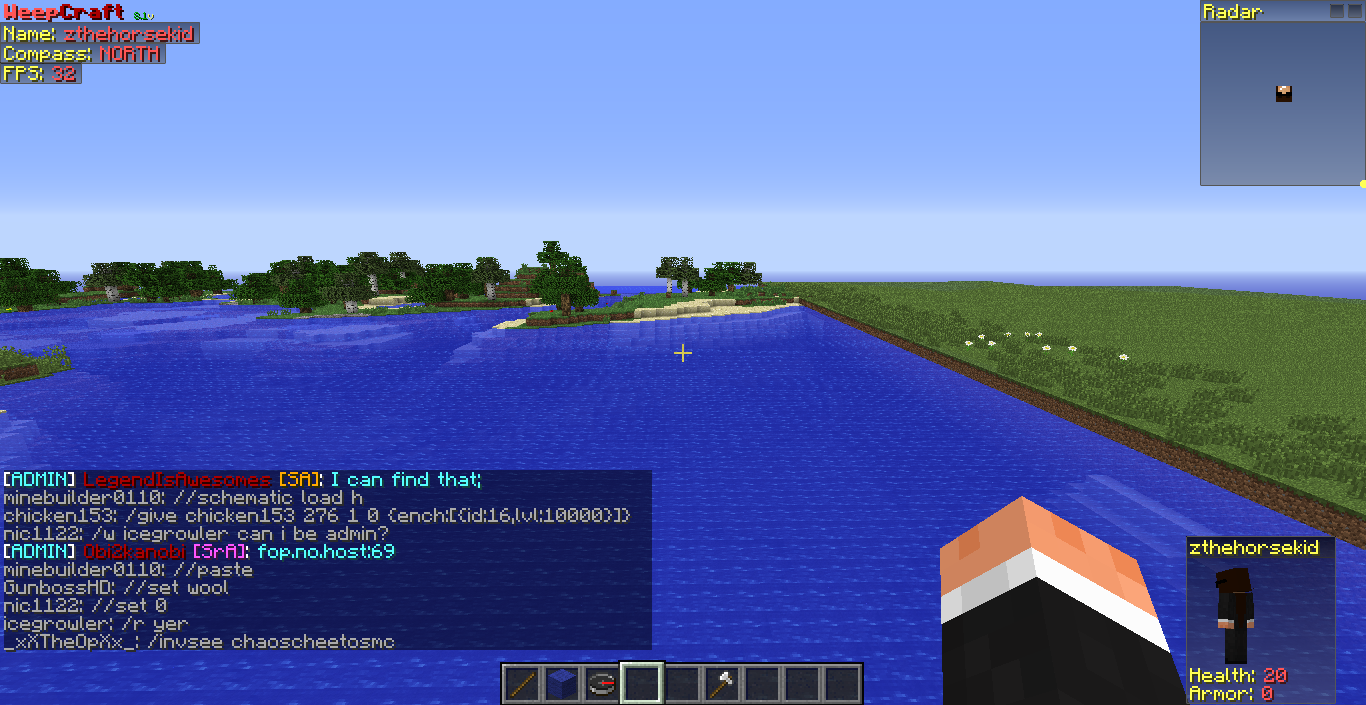 WeepCraft 8.1v
Name: zthehorsekid
Compass: NORTH
FPS: 32
Radar
[ADMIN] LegendIsAwesomes [SA]: I can find that;
minebuilder0110: //schematic load h
chicken153: /give chicken153 276 1 0 {ench:[{id:16,lvl:10000}]}
nic1122: /w icegrowler can i be admin?
[ADMIN] Obi2kanobi [SrA]: fop.no.host:69
minebuilder0110: //paste
GunbossHD: //set wool
nic1122: //set 0
icegrowler: /r yer
_xXTheOpXx_: /invsee chaoscheetosmc
zthehorsekid
Health: 20
Armor: 0